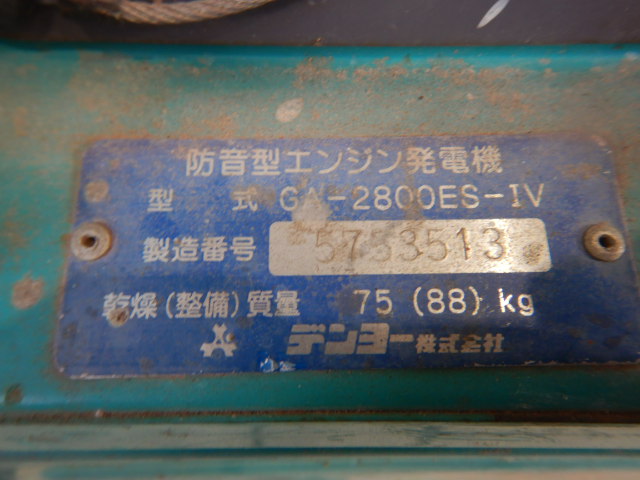 防音型エンジン発電機
型 式 GA-2800ES-IV
製造番号 5753513
乾燥(整備)質量 75 (88) kg
デンヨー株式会社